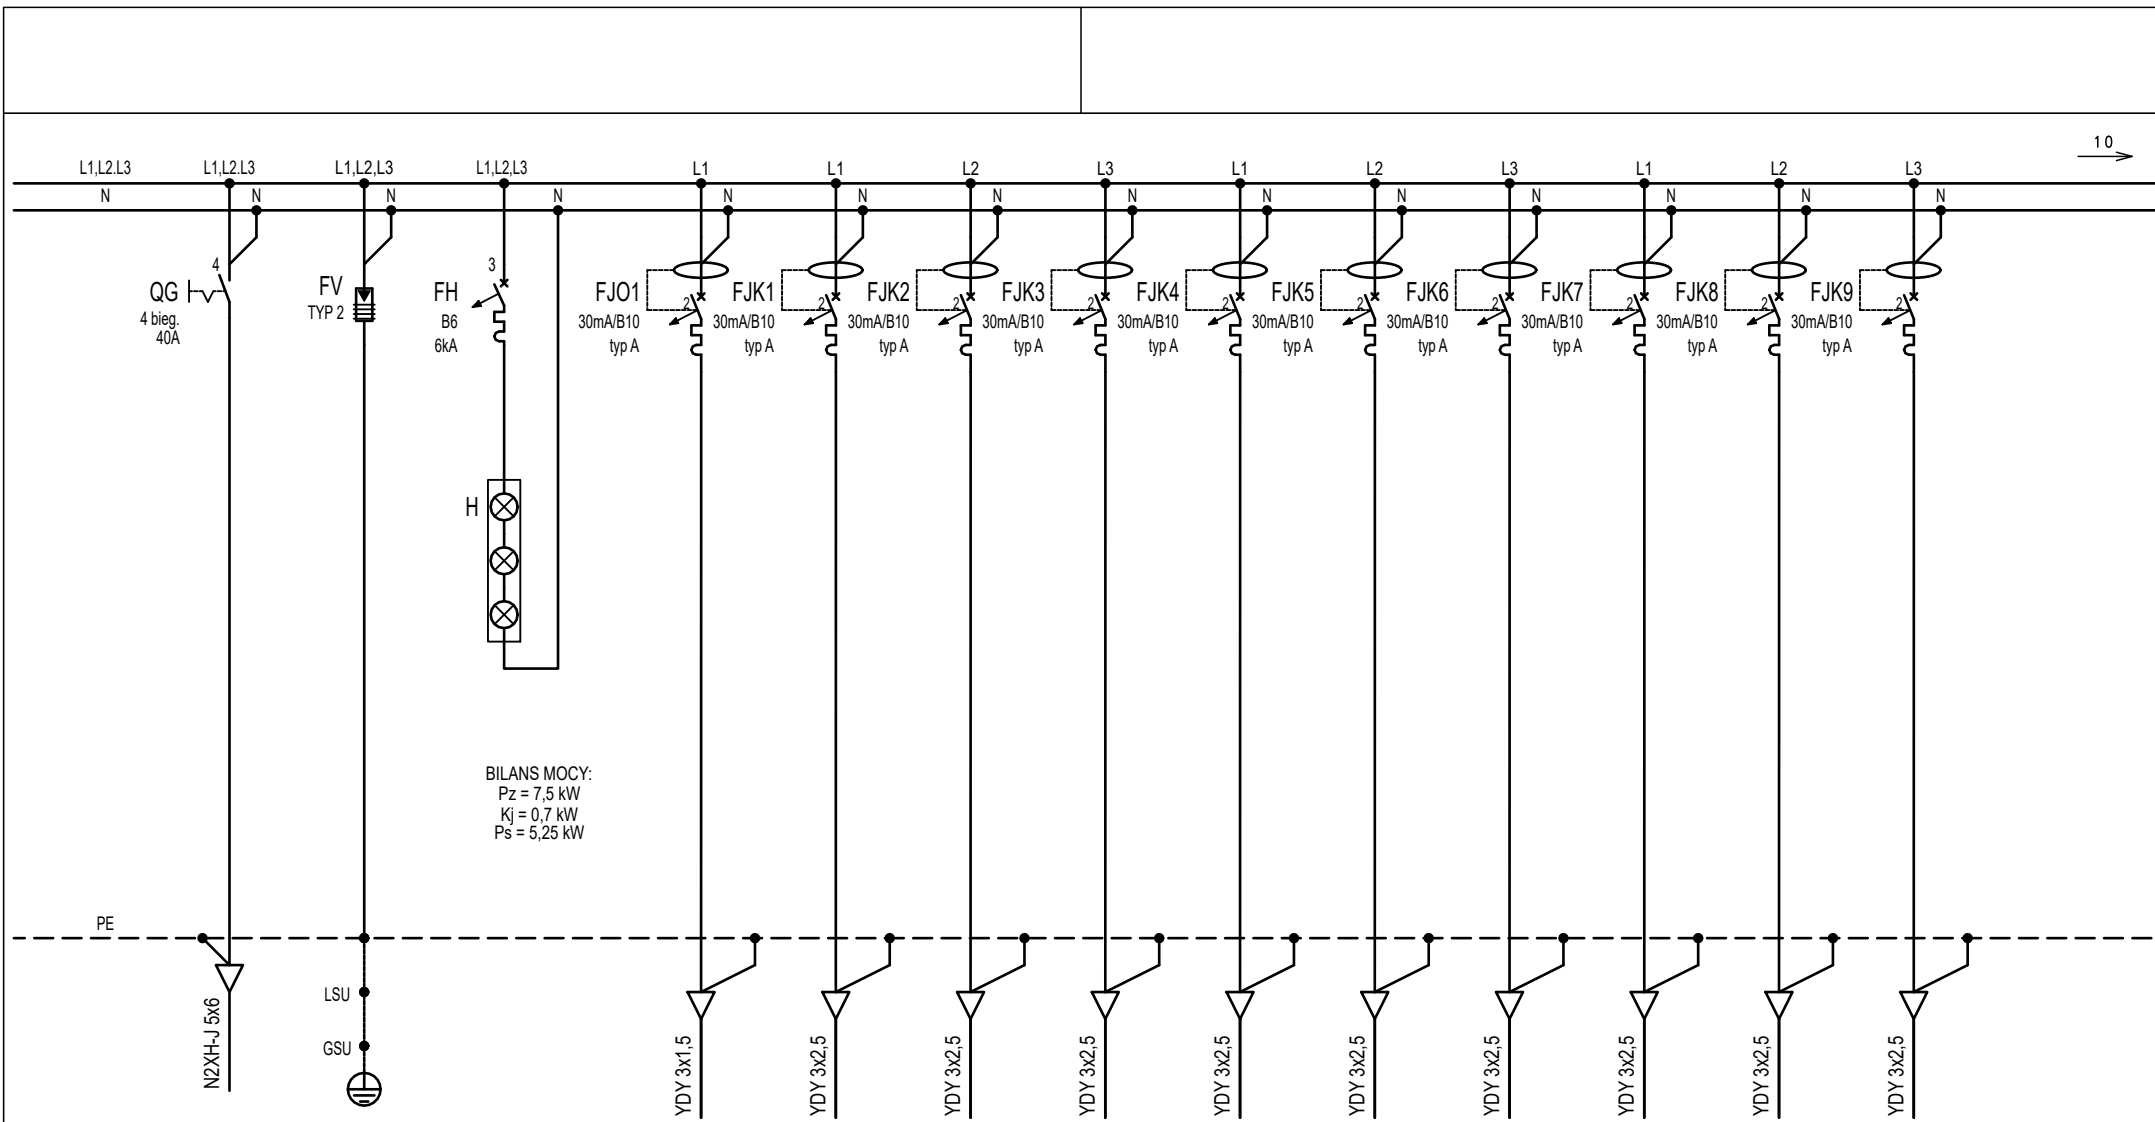 10
L1,L2.L3
L1,L2.L3
L1,L2,L3
L1,L2,L3
L1
L1
L2
L3
L1
L2
L3
L1
L2
L3
N
N
N
N
N
N
N
N
N
N
N
N
N
N
4
QG
4 bieg.
40A
FV
TYP 2
3
FH
B6
6kA
FJO1
30mA/B10
typ A
2
FJK1
30mA/B10
typ A
2
FJK2
30mA/B10
typ A
2
FJK3
30mA/B10
typ A
2
FJK4
30mA/B10
typ A
2
FJK5
30mA/B10
typ A
2
FJK6
30mA/B10
typ A
2
FJK7
30mA/B10
typ A
2
FJK8
30mA/B10
typ A
2
FJK9
30mA/B10
typ A
2
H
BILANS MOCY:
Pz = 7,5 kW
Kj = 0,7 kW
Ps = 5,25 kW
PE
LSU
GSU
N2XH-J 5x6
YDY 3x1,5
YDY 3x2,5
YDY 3x2,5
YDY 3x2,5
YDY 3x2,5
YDY 3x2,5
YDY 3x2,5
YDY 3x2,5
YDY 3x2,5
YDY 3x2,5